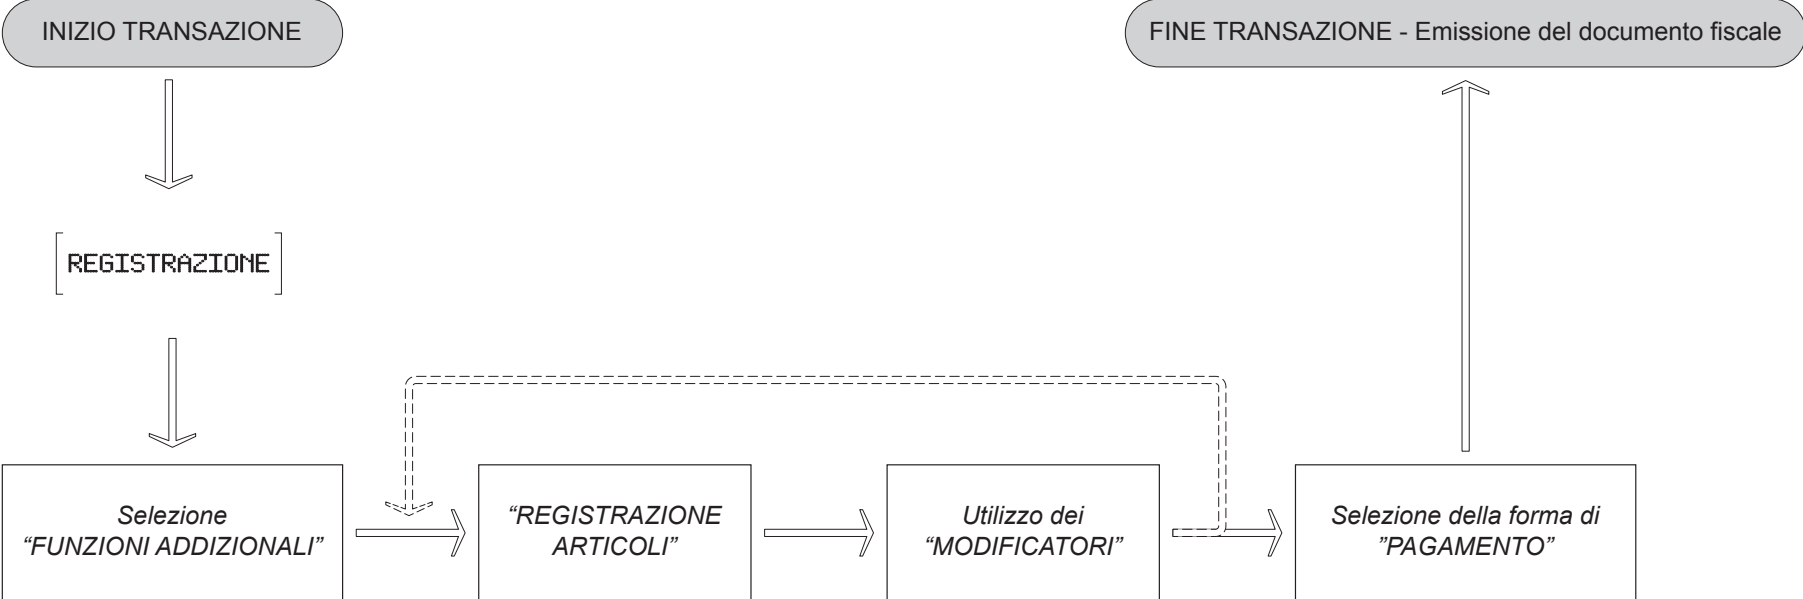 INIZIO TRANSAZIONE
FINE TRANSAZIONE - Emissione del documento fiscale
REGISTRAZIONE
Selezione
“FUNZIONI ADDIZIONALI”
“REGISTRAZIONE
ARTICOLI”
Utilizzo dei
“MODIFICATORI”
Selezione della forma di
”PAGAMENTO”